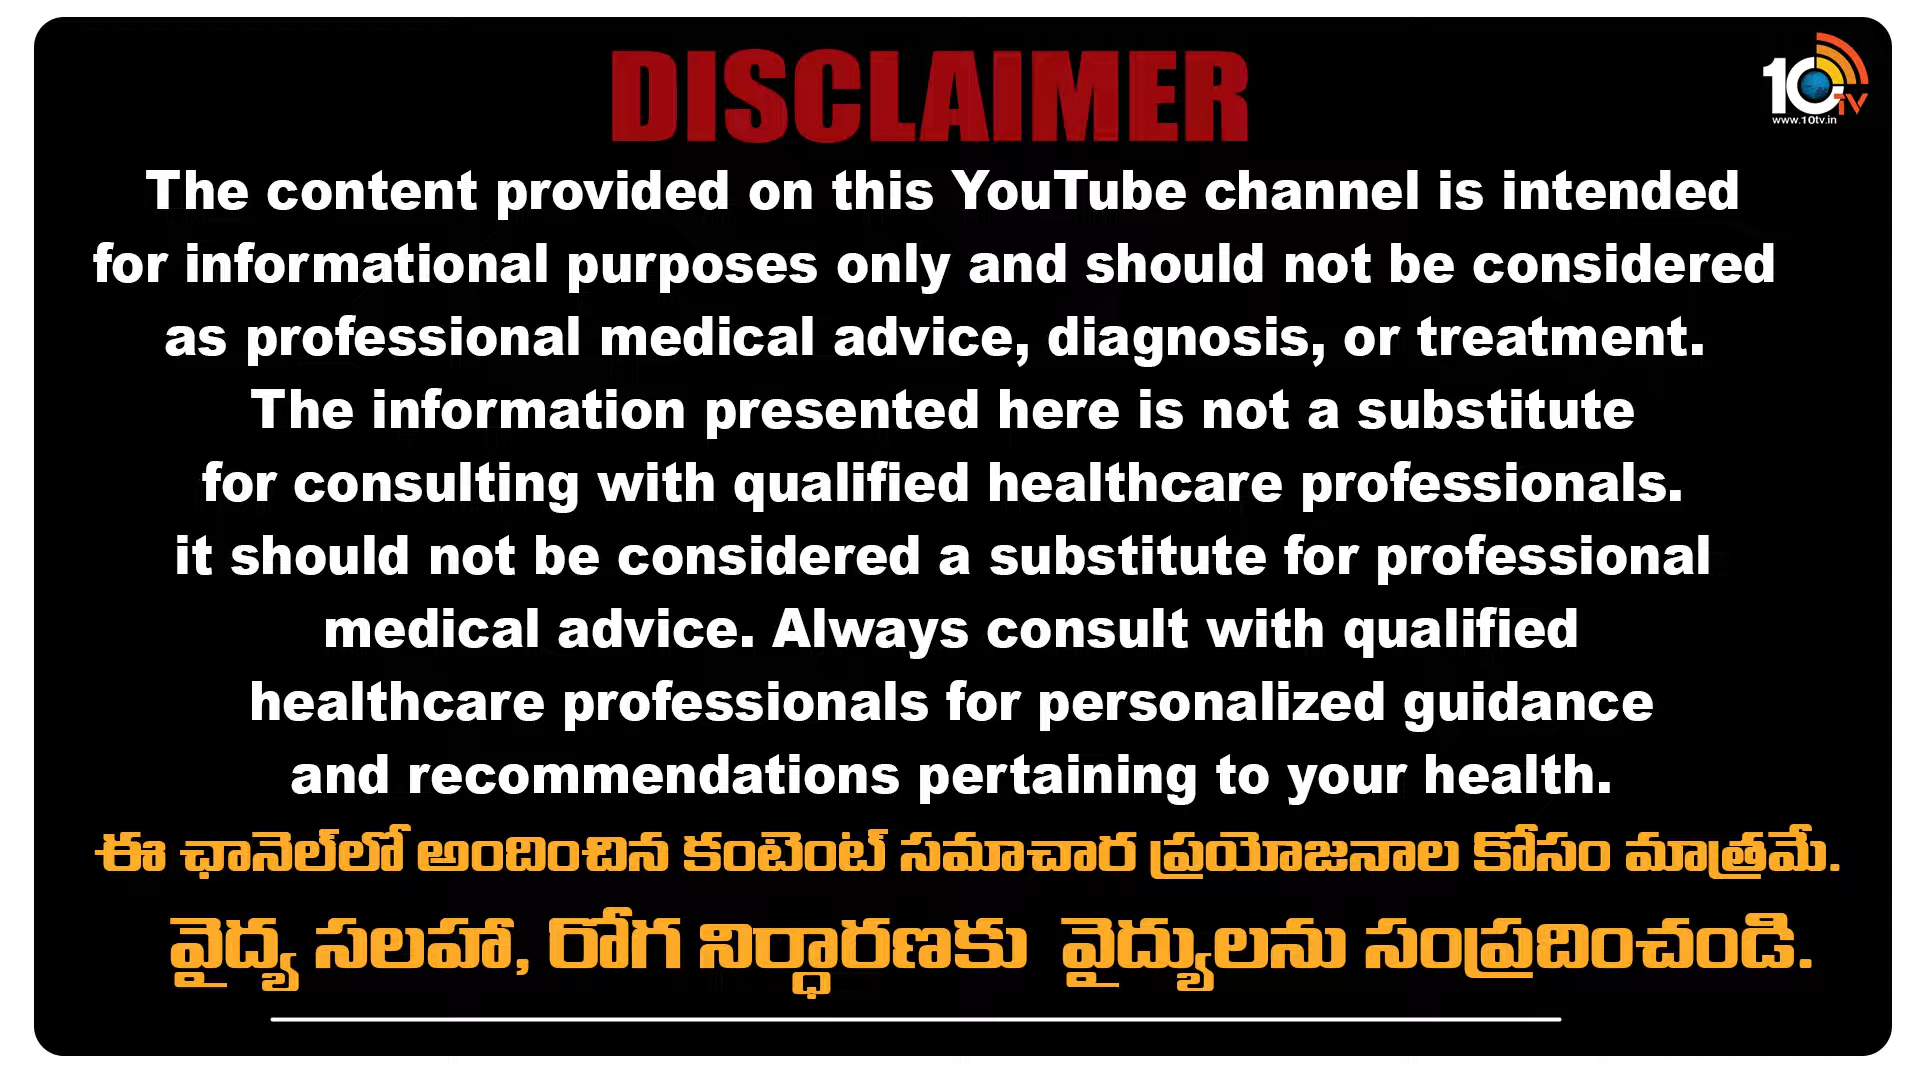 DISCLAIMER
10TV
www.10tv.in
The content provided on this YouTube channel is intended
for informational purposes only and should not be considered
as professional medical advice, diagnosis, or treatment.
The information presented here is not a substitute
for consulting with qualified healthcare professionals.
it should not be considered a substitute for professional
medical advice. Always consult with qualified
healthcare professionals for personalized guidance
and recommendations pertaining to your health.
ఈ ఛానెల్‌లో అందించిన కంటెంట్ సమాచార ప్రయోజనాల కోసం మాత్రమే.
వైద్య సలహా, రోగ నిర్ధారణకు వైద్యులను సంప్రదించండి.